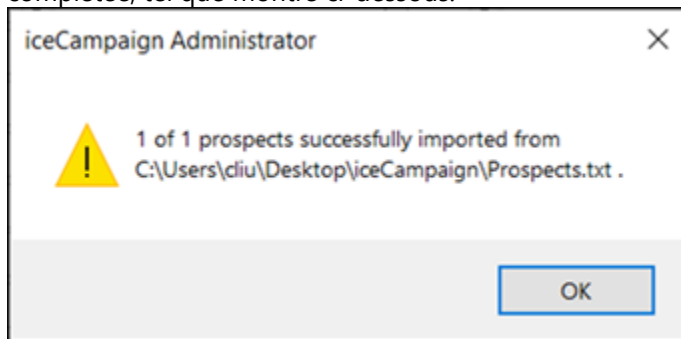 iceCampaign Administrator
1 of 1 prospects successfully imported from
C:\Users\cliu\Desktop\iceCampaign\Prospects.txt .
OK